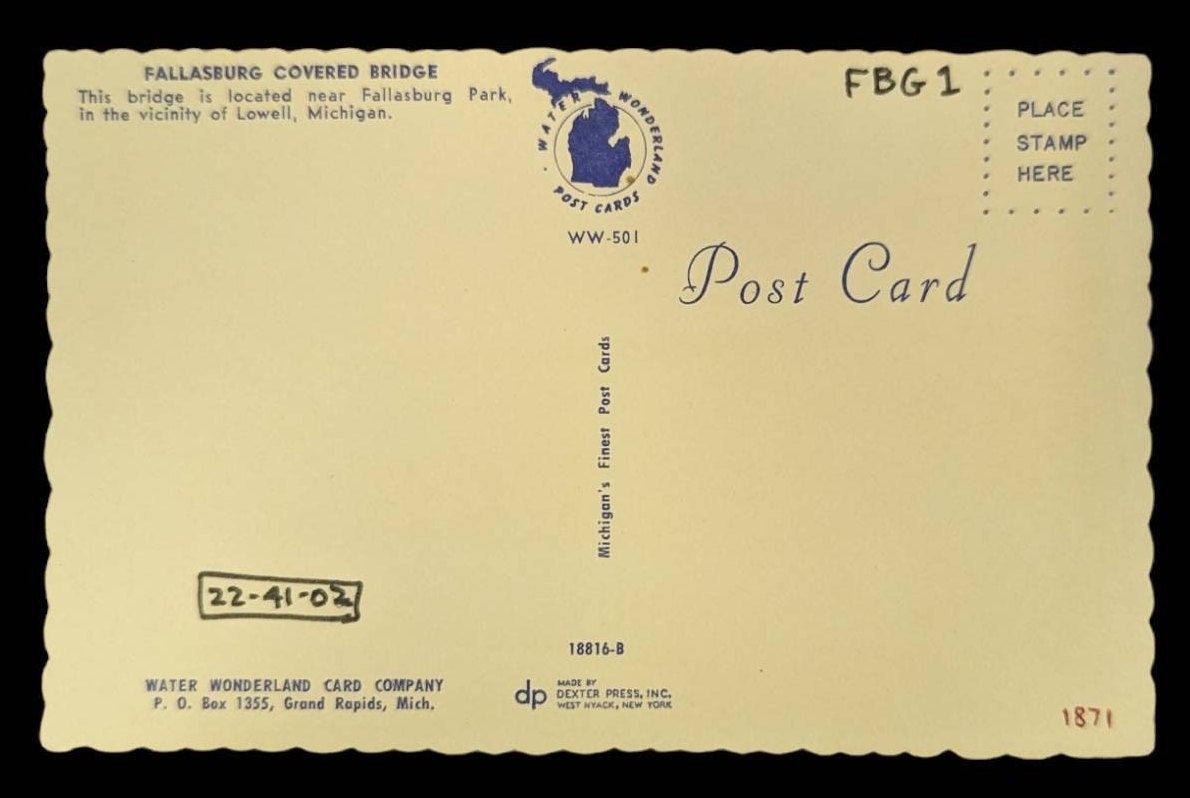 FALLASBURG COVERED BRIDGE
This bridge is located near Fallasburg Park,
in the vicinity of Lowell, Michigan.
· WATER WONDERLAND
POST CARDS
WW-501
FBG1
PLACE
STAMP
HERE
Post Card
Michigan's Finest Post Cards
22-41-02
18816-B
WATER WONDERLAND CARD COMPANY
P. O. Box 1355, Grand Rapids, Mich.
dp
MADE BY
DEXTER PRESS, INC.
WEST NYACK, NEW YORK
1871